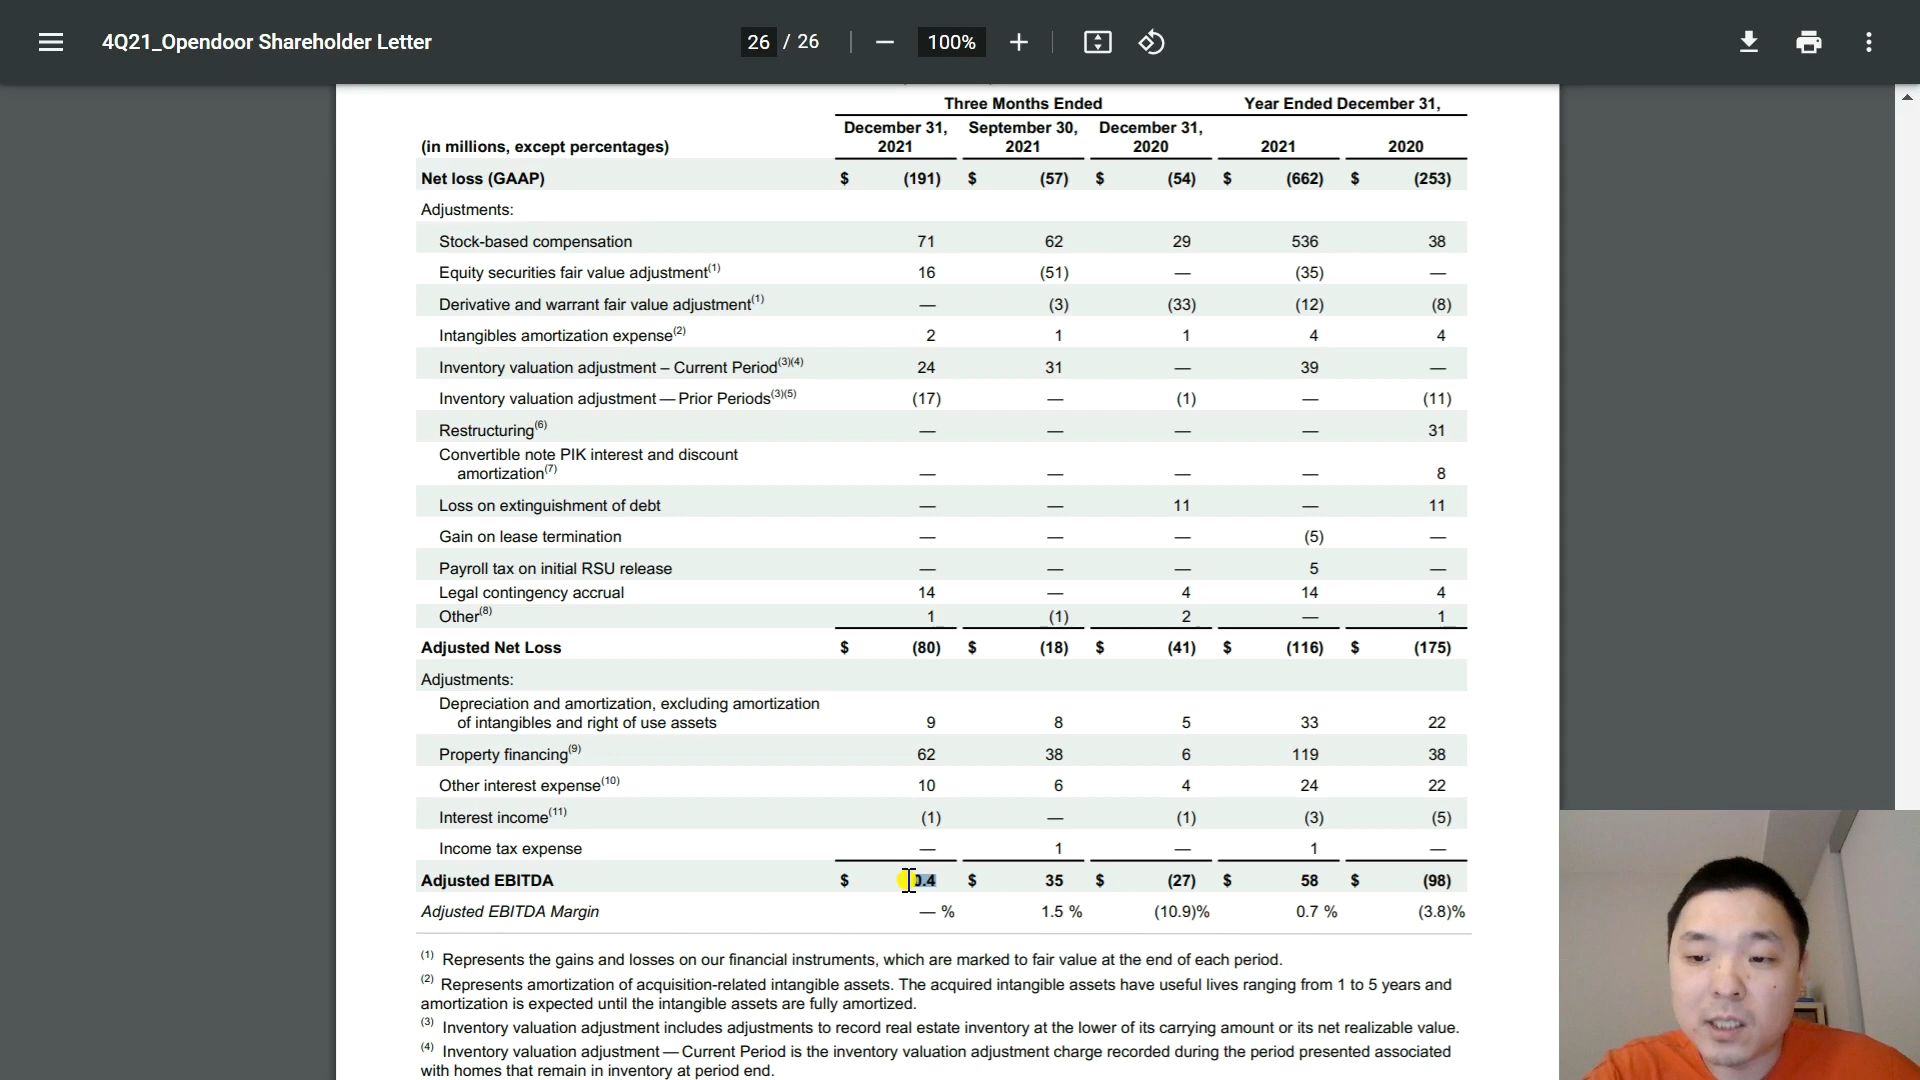 4Q21_Opendoor Shareholder Letter
26 / 26
100%
Three Months Ended Year Ended December 31,
(in millions, except percentages) December 31, 2021 September 30, 2021 December 31, 2020 2021 2020
Net loss (GAAP) $ (191) $ (57) $ (54) $ (662) $ (253)
Adjustments:
Stock-based compensation 71 62 29 536 38
Equity securities fair value adjustment(1) 16 (51) — (35) —
Derivative and warrant fair value adjustment(1) — (3) (33) (12) (8)
Intangibles amortization expense(2) 2 1 1 4 4
Inventory valuation adjustment – Current Period(3)(4) 24 31 — 39 —
Inventory valuation adjustment — Prior Periods(3)(5) (17) — (1) — (11)
Restructuring(6) — — — — 31
Convertible note PIK interest and discount
amortization(7) — — — — 8
Loss on extinguishment of debt — — 11 — 11
Gain on lease termination — — — (5) —
Payroll tax on initial RSU release — — — 5 —
Legal contingency accrual 14 — 4 14 4
Other(8) 1 (1) 2 — 1
Adjusted Net Loss $ (80) $ (18) $ (41) $ (116) $ (175)
Adjustments:
Depreciation and amortization, excluding amortization
of intangibles and right of use assets 9 8 5 33 22
Property financing(9) 62 38 6 119 38
Other interest expense(10) 10 6 4 24 22
Interest income(11) (1) — (1) (3) (5)
Income tax expense — 1 — 1 —
Adjusted EBITDA $ 0.4 $ 35 $ (27) $ 58 $ (98)
Adjusted EBITDA Margin — % 1.5 % (10.9)% 0.7 % (3.8)%
(1) Represents the gains and losses on our financial instruments, which are marked to fair value at the end of each period.
(2) Represents amortization of acquisition-related intangible assets. The acquired intangible assets have useful lives ranging from 1 to 5 years and
amortization is expected until the intangible assets are fully amortized.
(3) Inventory valuation adjustment includes adjustments to record real estate inventory at the lower of its carrying amount or its net realizable value.
(4) Inventory valuation adjustment — Current Period is the inventory valuation adjustment charge recorded during the period presented associated
with homes that remain in inventory at period end.